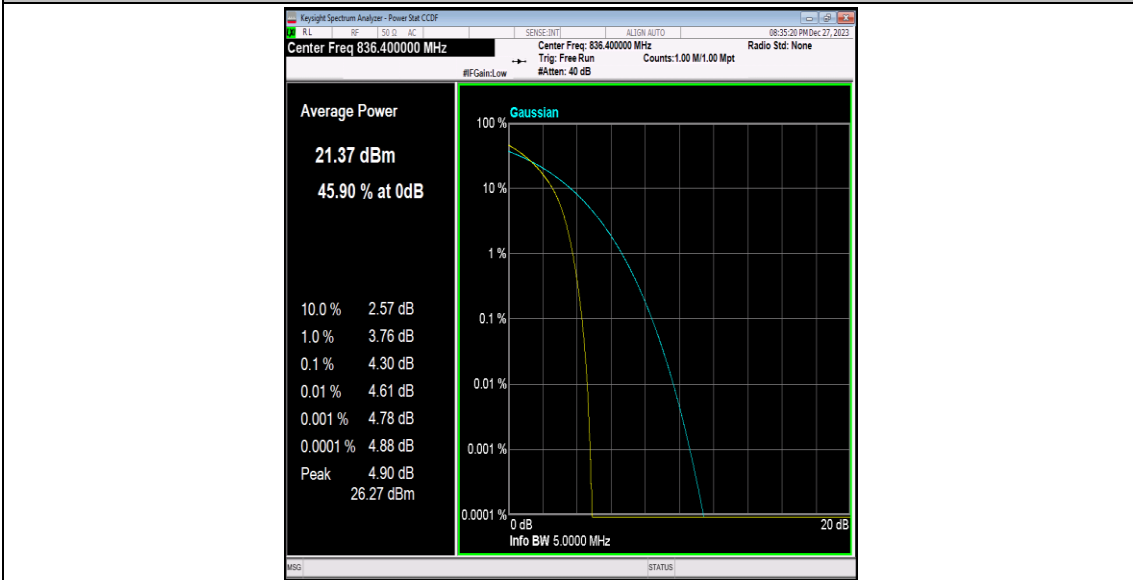 Keysight Spectrum Analyzer - Power Stat CCDF
LXI RL RF 50 Ω AC SENSE:INT ALIGN AUTO 08:35:20 PM Dec 27, 2023
Center Freq 836.400000 MHz Center Freq: 836.400000 MHz Radio Std: None
Trig: Free Run Counts:1.00 M/1.00 Mpt
#IFGain:Low #Atten: 40 dB
Average Power
21.37 dBm
45.90 % at 0dB
10.0 % 2.57 dB
1.0 % 3.76 dB
0.1 % 4.30 dB
0.01 % 4.61 dB
0.001 % 4.78 dB
0.0001 % 4.88 dB
Peak 4.90 dB
26.27 dBm
Gaussian
100 %
10 %
1 %
0.1 %
0.01 %
0.001 %
0.0001 %
0 dB 20 dB
Info BW 5.0000 MHz
MSG STATUS